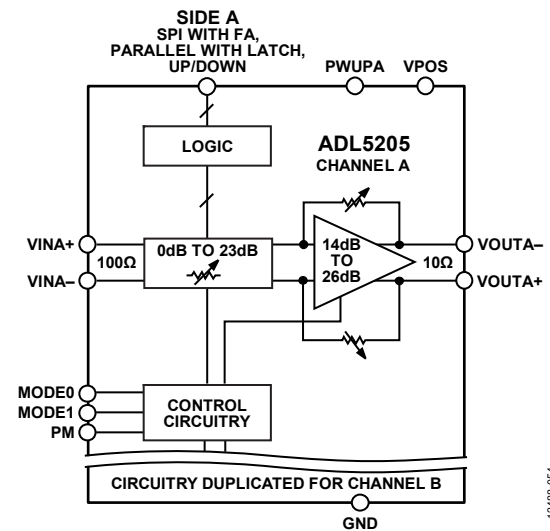 SIDE A
SPI WITH FA,
PARALLEL WITH LATCH,
UP/DOWN
PWUPA
VPOS
LOGIC
ADL5205
CHANNEL A
VINA+
VINA–
100Ω
0dB TO 23dB
14dB
TO
26dB
10Ω
VOUTA–
VOUTA+
MODE0
MODE1
PM
CONTROL
CIRCUITRY
CIRCUITRY DUPLICATED FOR CHANNEL B
GND